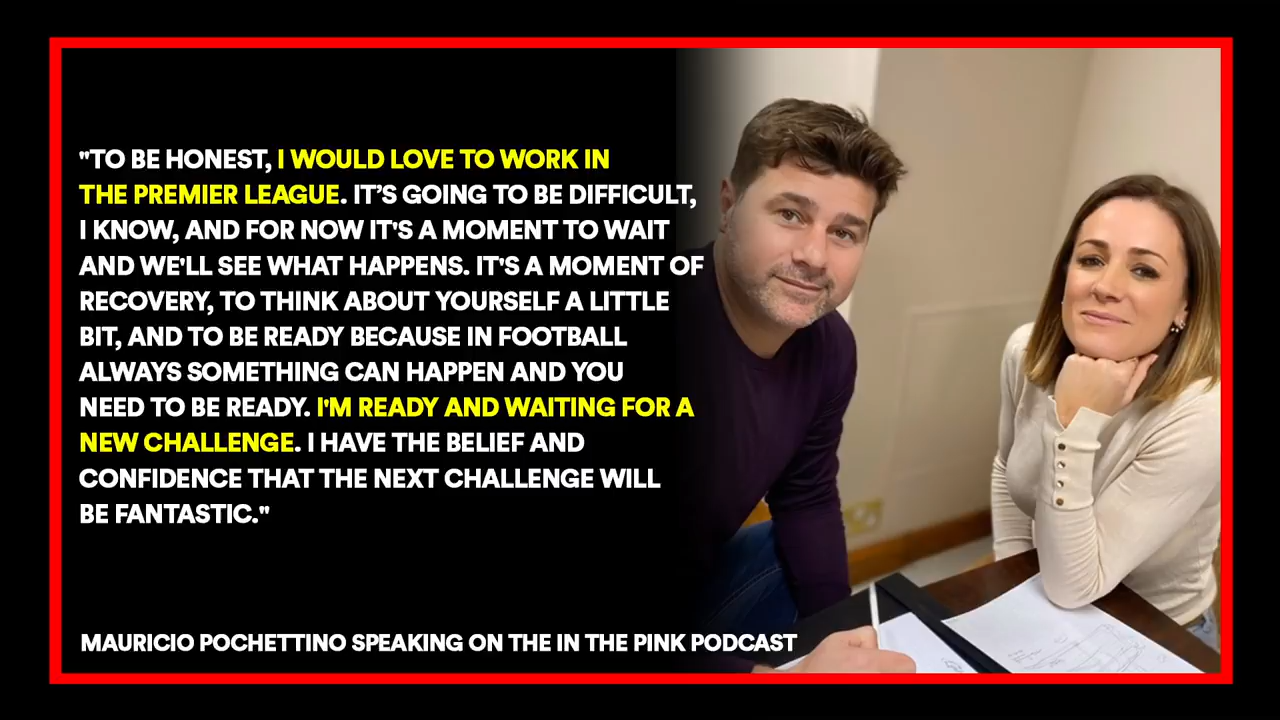 "TO BE HONEST, I WOULD LOVE TO WORK IN
THE PREMIER LEAGUE. IT’S GOING TO BE DIFFICULT,
I KNOW, AND FOR NOW IT'S A MOMENT TO WAIT
AND WE'LL SEE WHAT HAPPENS. IT'S A MOMENT OF
RECOVERY, TO THINK ABOUT YOURSELF A LITTLE
BIT, AND TO BE READY BECAUSE IN FOOTBALL
ALWAYS SOMETHING CAN HAPPEN AND YOU
NEED TO BE READY. I'M READY AND WAITING FOR A
NEW CHALLENGE. I HAVE THE BELIEF AND
CONFIDENCE THAT THE NEXT CHALLENGE WILL
BE FANTASTIC."
MAURICIO POCHETTINO SPEAKING ON THE IN THE PINK PODCAST